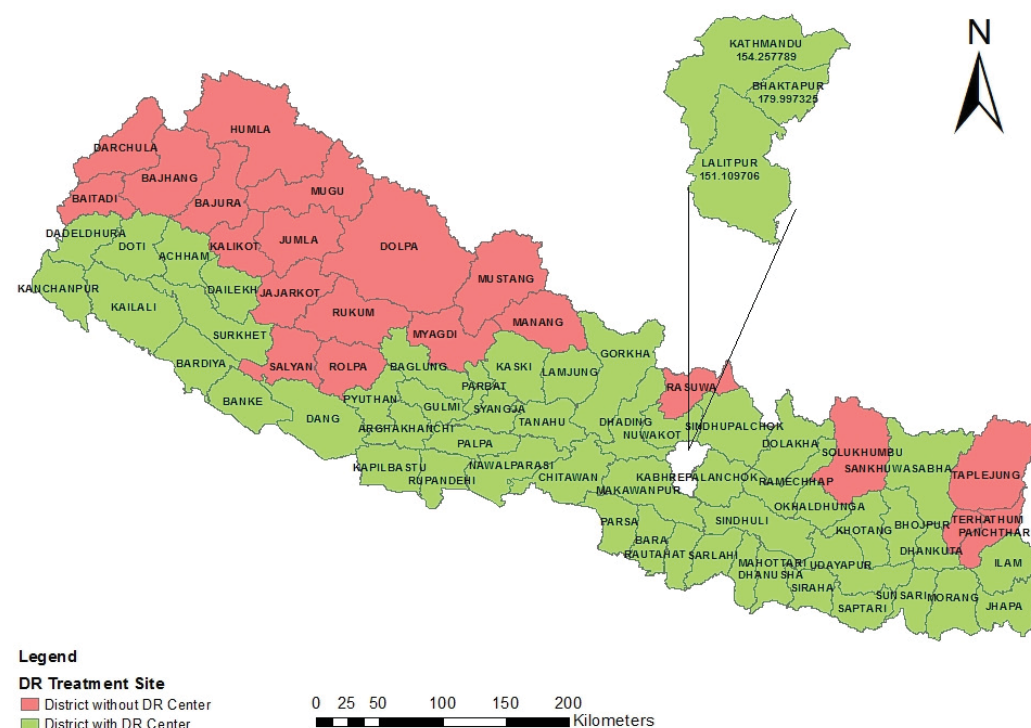 N
KATHMANDU
154.257789
BHAKTAPUR
179.997325
LALITPUR
151.109706
HUMLA
DARCHULA
BAJHANG
BAITADI
BAJURA
MUGU
DADELDHURA
DOTI
ACHHAM
KALIKOT
JUMLA
DOLPA
MUSTANG
KANCHANPUR
KAILALI
DAILEKH
JAJARKOT
RUKUM
MYAGDI
MANANG
SURKHET
BARDIYA
SALYAN
ROLPA
BAGLUNG
KASKI
LAMJUNG
GORKHA
RASUWA
BANKE
DANG
PYUTHAN
PARBAT
GULMI
SYANGJA
ARGHAKHANCHI
TANAHU
DHADING
NUWAKOT
SINDHUPALCHOK
DOLAKHA
SOLUKHUMBU
SANKHUWASABHA
TAPLEJUNG
PALPA
KAPILBASTU
NAWALPARASI
RUPANDEHI
CHITAWAN
KABHREPALANCHOK
MAKAWANPUR
RAMECHHAP
OKHALDHUNGA
KHOTANG
BHOJPUR
TERHATHUM
PANCHTHAR
DHANKUTA
ILAM
PARSA
BARA
RAUTAHAT
SARLAHI
SINDHULI
MAHOTTARI
DHANUSHA
UDAYAPUR
SIRAHA
SAPTARI
SUNSARI
MORANG
JHAPA
Legend
DR Treatment Site
District without DR Center
District with DR Center
0 25 50 100 150 200
Kilometers